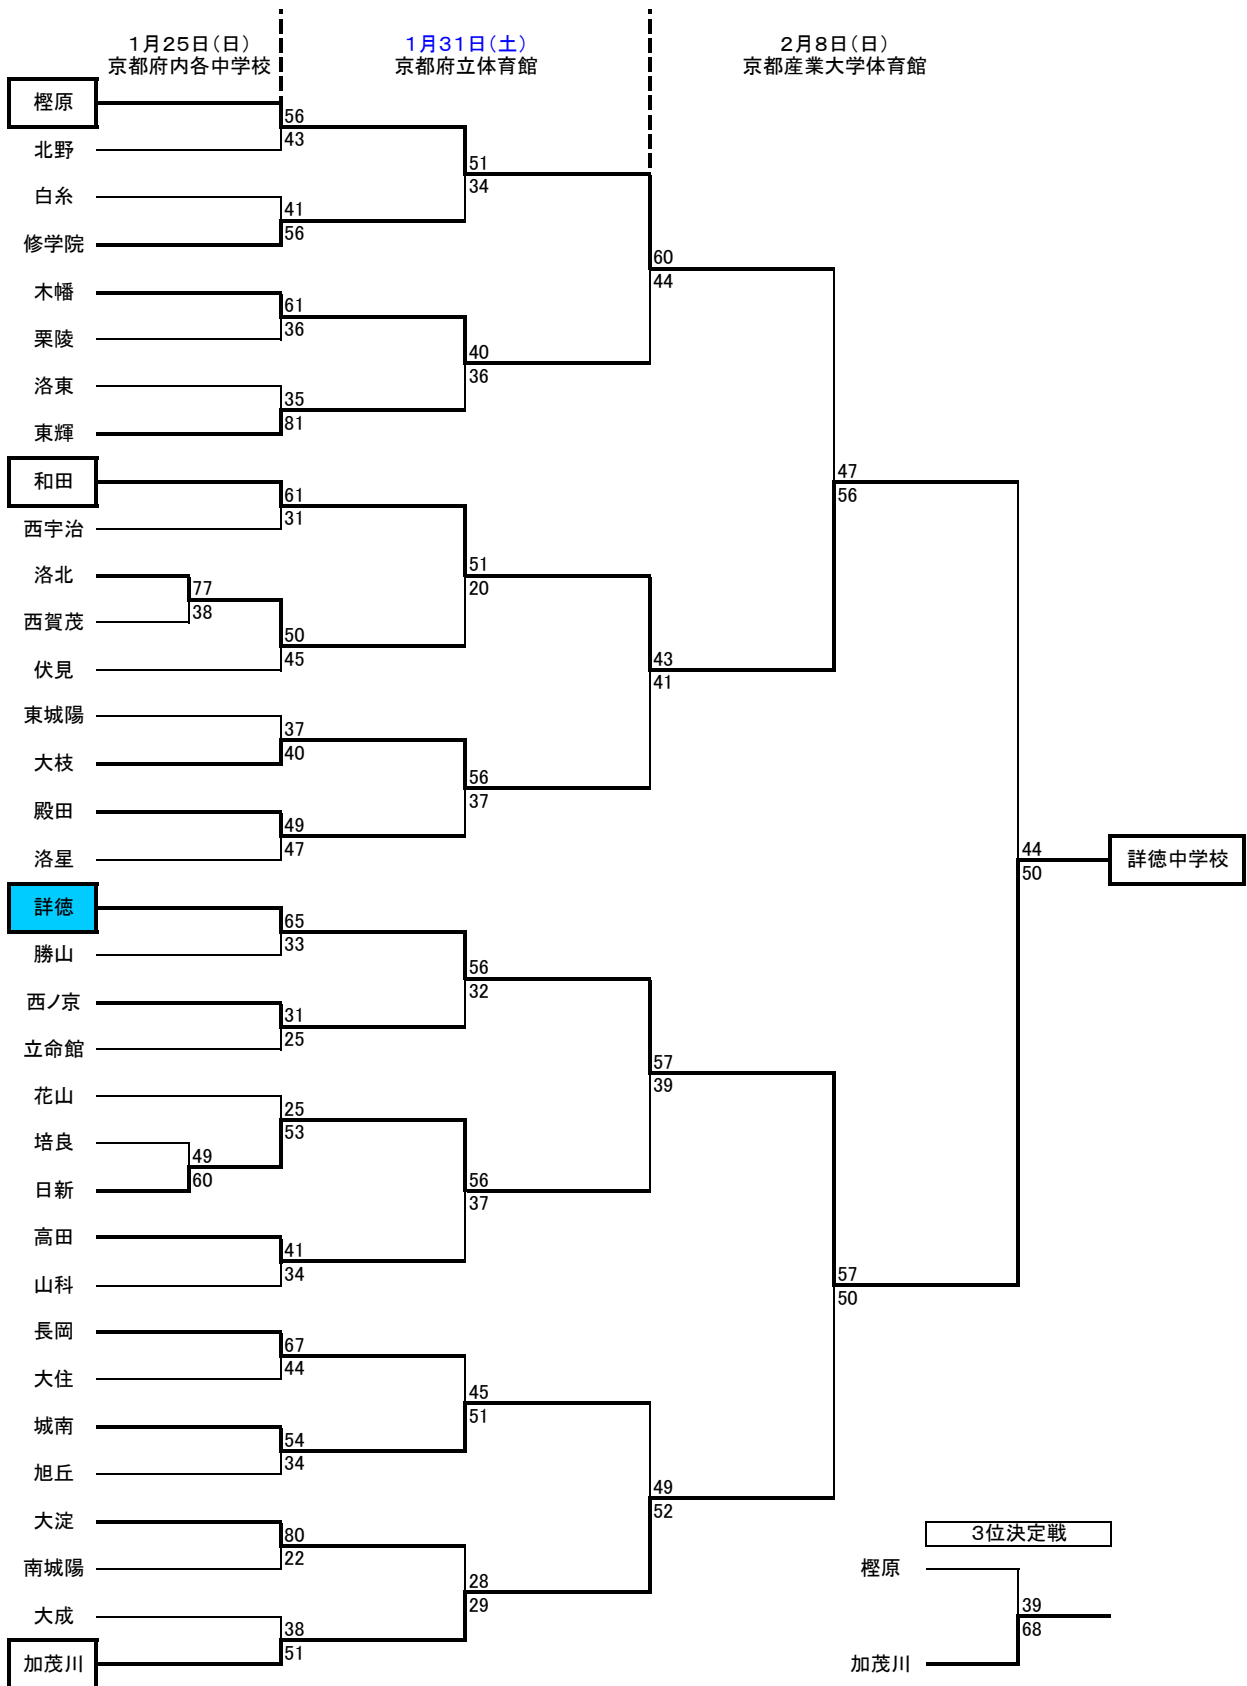 1月25日(日)
京都府内各中学校
1月31日(土)
京都府立体育館
2月8日(日)
京都産業大学体育館
樫原
56
43
北野
51
34
白糸
41
56
修学院
60
44
木幡
61
36
栗陵
40
36
洛東
35
81
東輝
和田
47
56
61
31
西宇治
51
20
洛北
77
38
西賀茂
50
45
伏見
43
41
東城陽
37
40
大枝
56
37
殿田
49
47
洛星
44
50
詳徳中学校
詳徳
65
33
勝山
56
32
西ノ京
31
25
立命館
57
39
花山
25
53
培良
49
60
日新
56
37
高田
41
34
山科
57
50
長岡
67
44
大住
45
51
城南
54
34
旭丘
49
52
大淀
80
22
南城陽
28
29
大成
38
51
加茂川
3位決定戦
樫原
39
68
加茂川